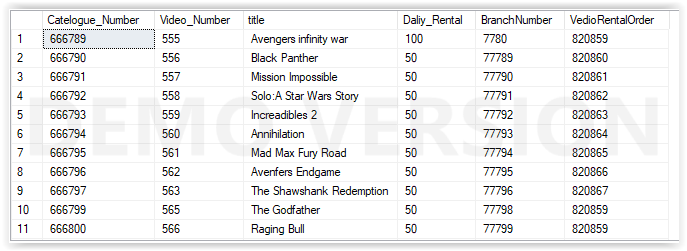 Catelogue_Number Video_Number title Daliy_Rental BranchNumber VedioRentalOrder
1 666789 555 Avengers infinity war 100 7780 820859
2 666790 556 Black Panther 50 77789 820860
3 666791 557 Mission Impossible 50 77790 820861
4 666792 558 Solo:A Star Wars Story 50 77791 820862
5 666793 559 Increadibles 2 50 77792 820863
6 666794 560 Annihilation 50 77793 820864
7 666795 561 Mad Max Fury Road 50 77794 820865
8 666796 562 Avenfers Endgame 50 77795 820866
9 666797 563 The Shawshank Redemption 50 77796 820867
10 666799 565 The Godfather 50 77798 820859
11 666800 566 Raging Bull 50 77799 820859
DEMO VERSION